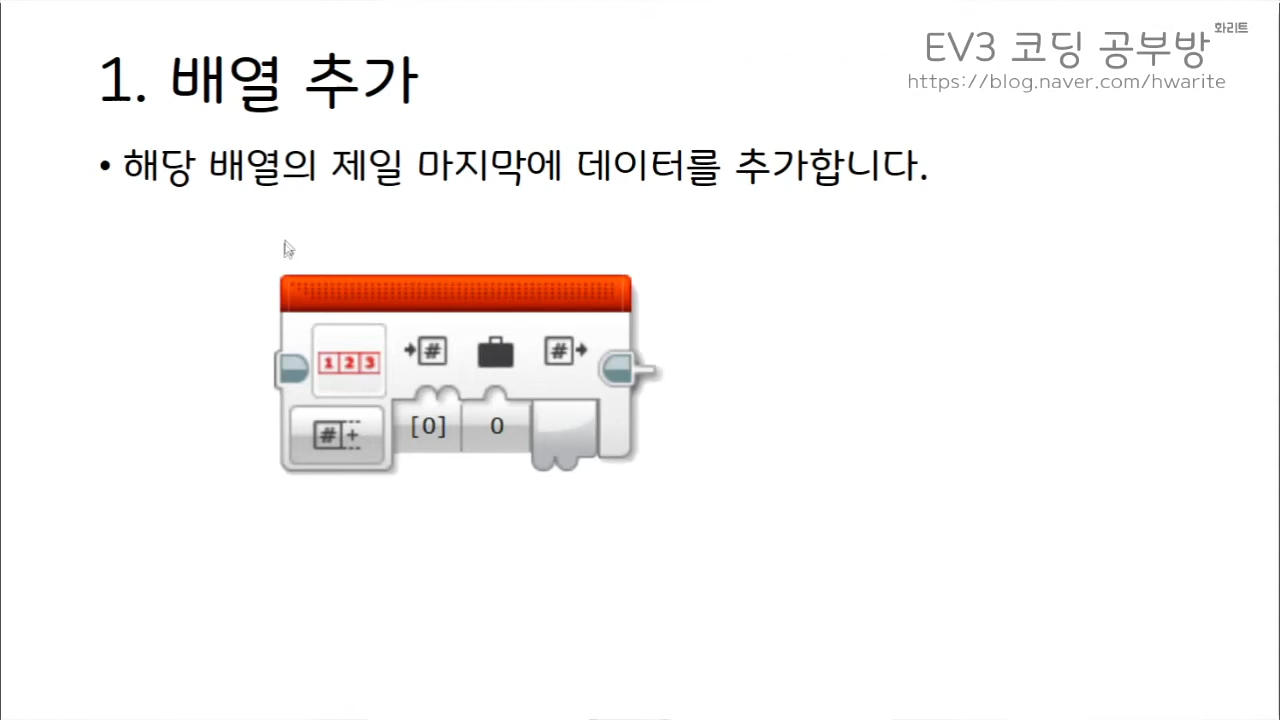 화리트
EV3 코딩 공부방
https://blog.naver.com/hwarite
1. 배열 추가
• 해당 배열의 제일 마지막에 데이터를 추가합니다.
1 2 3 # #
# + [0] 0